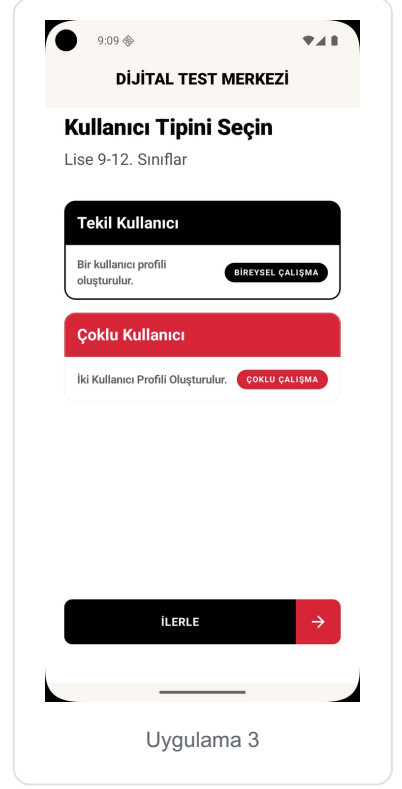 9:09
DİJİTAL TEST MERKEZİ
Kullanıcı Tipini Seçin
Lise 9-12. Sınıflar
Tekil Kullanıcı
Bir kullanıcı profili
oluşturulur.
BİREYSEL ÇALIŞMA
Çoklu Kullanıcı
İki Kullanıcı Profili Oluşturulur.
ÇOKLU ÇALIŞMA
İLERLE
Uygulama 3